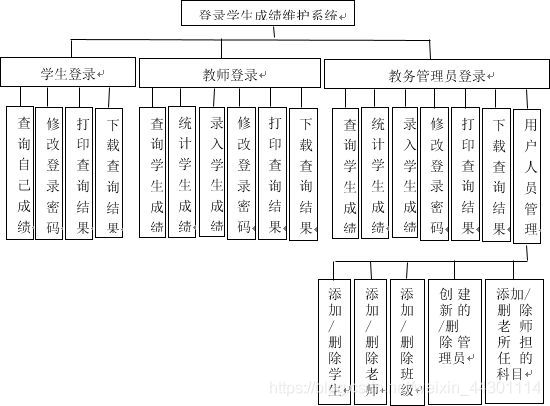 登录学生成绩维护系统
学生登录
教师登录
教务管理员登录
查询自己成绩
修改登录密码
打印查询结果
下载查询结果
查询学生成绩
统计学生成绩
录入学生成绩
修改登录密码
打印查询结果
下载查询结果
查询学生成绩
统计学生成绩
录入学生成绩
修改登录密码
打印查询结果
下载查询结果
用户人员管理
添加/删除学生
添加/删除老师
添加/删除班级
创建新的/删除管理员
添加/删除老师所担任的科目